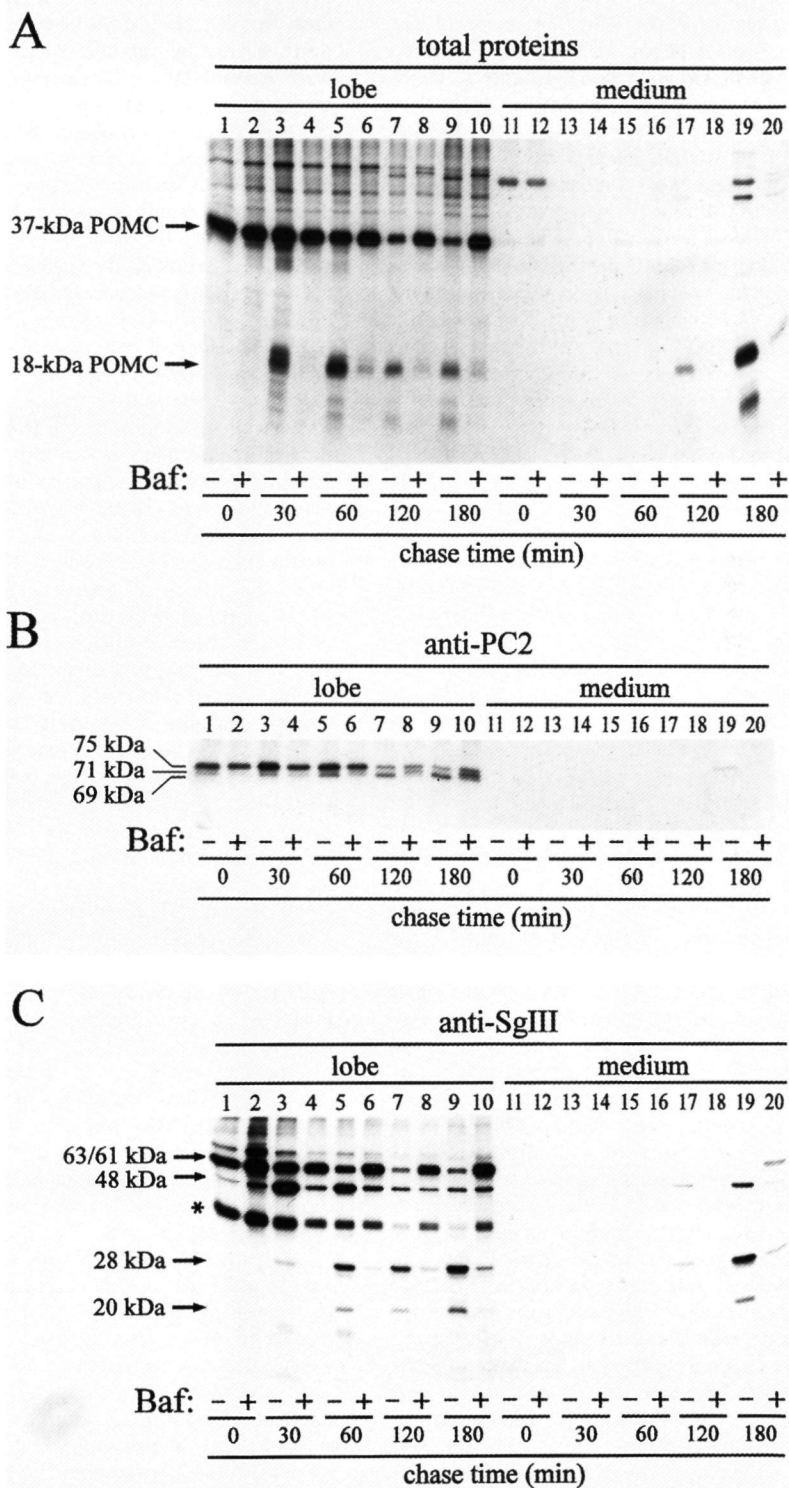 A
total proteins
lobe medium
1 2 3 4 5 6 7 8 9 10 11 12 13 14 15 16 17 18 19 20
37-kDa POMC →
18-kDa POMC →
Baf: − + − + − + − + − + − + − + − + − + − +
0 30 60 120 180 0 30 60 120 180
chase time (min)
B
anti-PC2
lobe medium
1 2 3 4 5 6 7 8 9 10 11 12 13 14 15 16 17 18 19 20
75 kDa
71 kDa
69 kDa
Baf: − + − + − + − + − + − + − + − + − + − +
0 30 60 120 180 0 30 60 120 180
chase time (min)
C
anti-SgIII
lobe medium
1 2 3 4 5 6 7 8 9 10 11 12 13 14 15 16 17 18 19 20
63/61 kDa →
48 kDa →
*
28 kDa →
20 kDa →
Baf: − + − + − + − + − + − + − + − + − + − +
0 30 60 120 180 0 30 60 120 180
chase time (min)